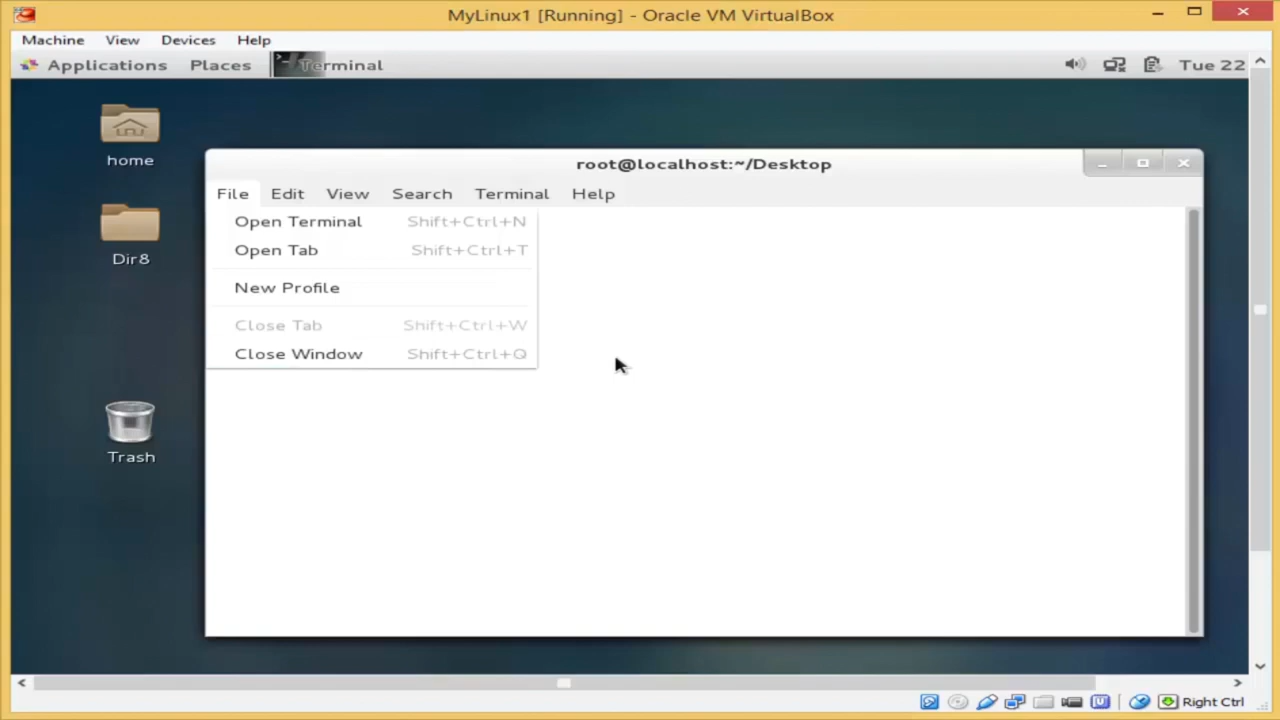 MyLinux1 [Running] - Oracle VM VirtualBox
Machine View Devices Help
Applications Places Terminal Tue 22
home
root@localhost:~/Desktop
File Edit View Search Terminal Help
Open Terminal Shift+Ctrl+N
Open Tab Shift+Ctrl+T
Dir8
New Profile
Close Tab Shift+Ctrl+W
Close Window Shift+Ctrl+Q
Trash
Right Ctrl